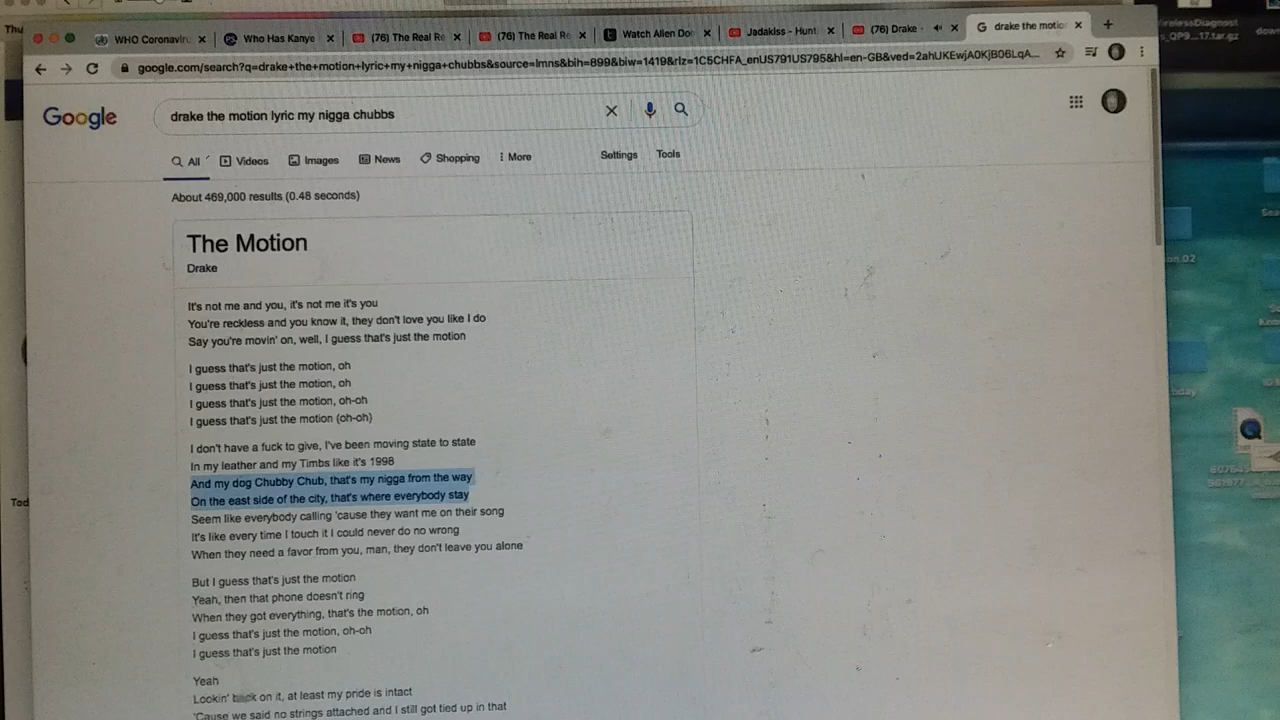 Thu
WHO Coronaviru
Who Has Kanye
(76) The Real Re
(76) The Real Re
Watch Alien Do
Jadakiss - Hunt
(76) Drake -
drake the motio
google.com/search?q=drake+the+motion+lyric+my+nigga+chubbs&source=lmns&bih=899&biw=1419&rlz=1C5CHFA_enUS791US795&hl=en-GB&ved=2ahUKEwjA0KjB06LqA...
Google
drake the motion lyric my nigga chubbs
All
Videos
Images
News
Shopping
More
Settings
Tools
About 469,000 results (0.48 seconds)
The Motion
Drake
It's not me and you, it's not me it's you
You're reckless and you know it, they don't love you like I do
Say you're movin' on, well, I guess that's just the motion
I guess that's just the motion, oh
I guess that's just the motion, oh
I guess that's just the motion, oh-oh
I guess that's just the motion (oh-oh)
I don't have a fuck to give, I've been moving state to state
In my leather and my Timbs like it's 1998
And my dog Chubby Chub, that's my nigga from the way
On the east side of the city, that's where everybody stay
Seem like everybody calling 'cause they want me on their song
It's like every time I touch it I could never do no wrong
When they need a favor from you, man, they don't leave you alone
But I guess that's just the motion
Yeah, then that phone doesn't ring
When they got everything, that's the motion, oh
I guess that's just the motion, oh-oh
I guess that's just the motion
Yeah
Lookin' back on it, at least my pride is intact
'Cause we said no strings attached and I still got tied up in that
irelessDiagnost
_QP9...17.tar.gz
dow
on.02
Tod